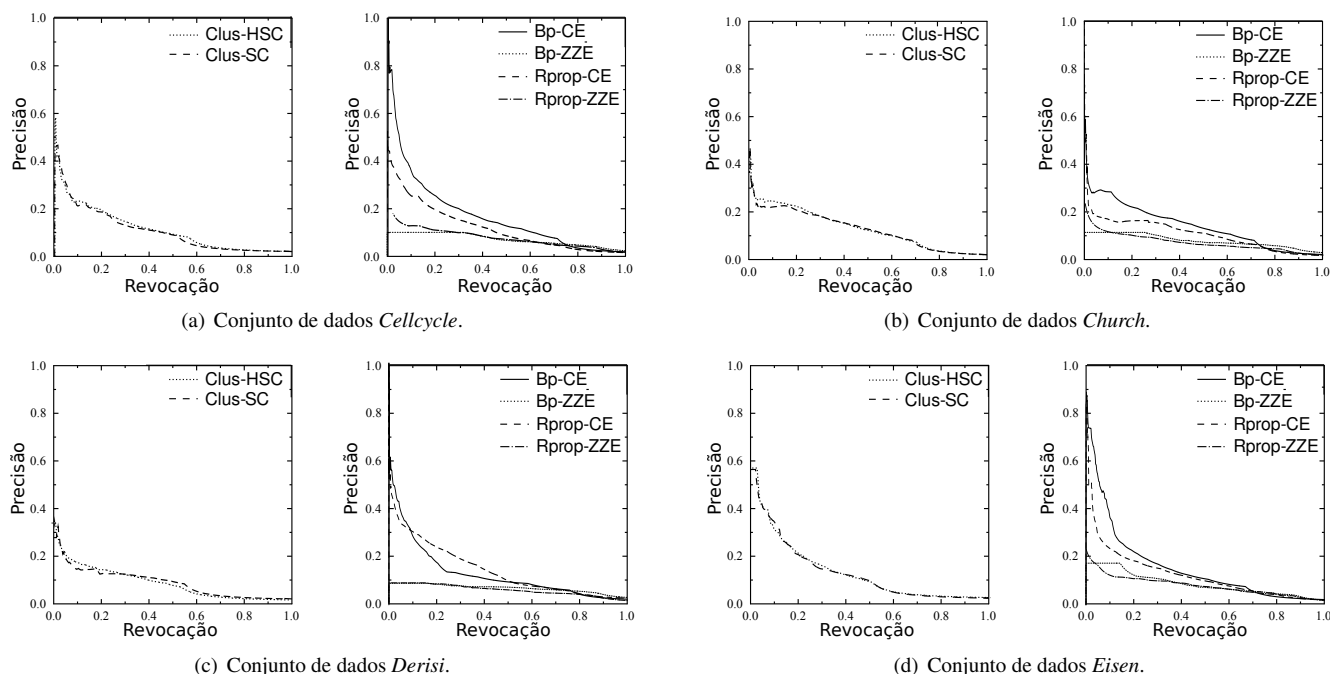 Clus-HSC
Clus-SC
Precisão
1.0
0.8
0.6
0.4
0.2
0.0
0.0 0.2 0.4 0.6 0.8 1.0
Revocação
Bp-CE
Bp-ZZE
Rprop-CE
Rprop-ZZE
Precisão
1.0
0.8
0.6
0.4
0.2
0.0
0.0 0.2 0.4 0.6 0.8 1.0
Revocação
(a) Conjunto de dados Cellcycle.
Clus-HSC
Clus-SC
Precisão
1.0
0.8
0.6
0.4
0.2
0.0
0.0 0.2 0.4 0.6 0.8 1.0
Revocação
Bp-CE
Bp-ZZE
Rprop-CE
Rprop-ZZE
Precisão
1.0
0.8
0.6
0.4
0.2
0.0
0.0 0.2 0.4 0.6 0.8 1.0
Revocação
(b) Conjunto de dados Church.
Clus-HSC
Clus-SC
Precisão
1.0
0.8
0.6
0.4
0.2
0.0
0.0 0.2 0.4 0.6 0.8 1.0
Revocação
Bp-CE
Bp-ZZE
Rprop-CE
Rprop-ZZE
Precisão
1.0
0.8
0.6
0.4
0.2
0.0
0.0 0.2 0.4 0.6 0.8 1.0
Revocação
(c) Conjunto de dados Derisi.
Clus-HSC
Clus-SC
Precisão
1.0
0.8
0.6
0.4
0.2
0.0
0.0 0.2 0.4 0.6 0.8 1.0
Revocação
Bp-CE
Bp-ZZE
Rprop-CE
Rprop-ZZE
Precisão
1.0
0.8
0.6
0.4
0.2
0.0
0.0 0.2 0.4 0.6 0.8 1.0
Revocação
(d) Conjunto de dados Eisen.